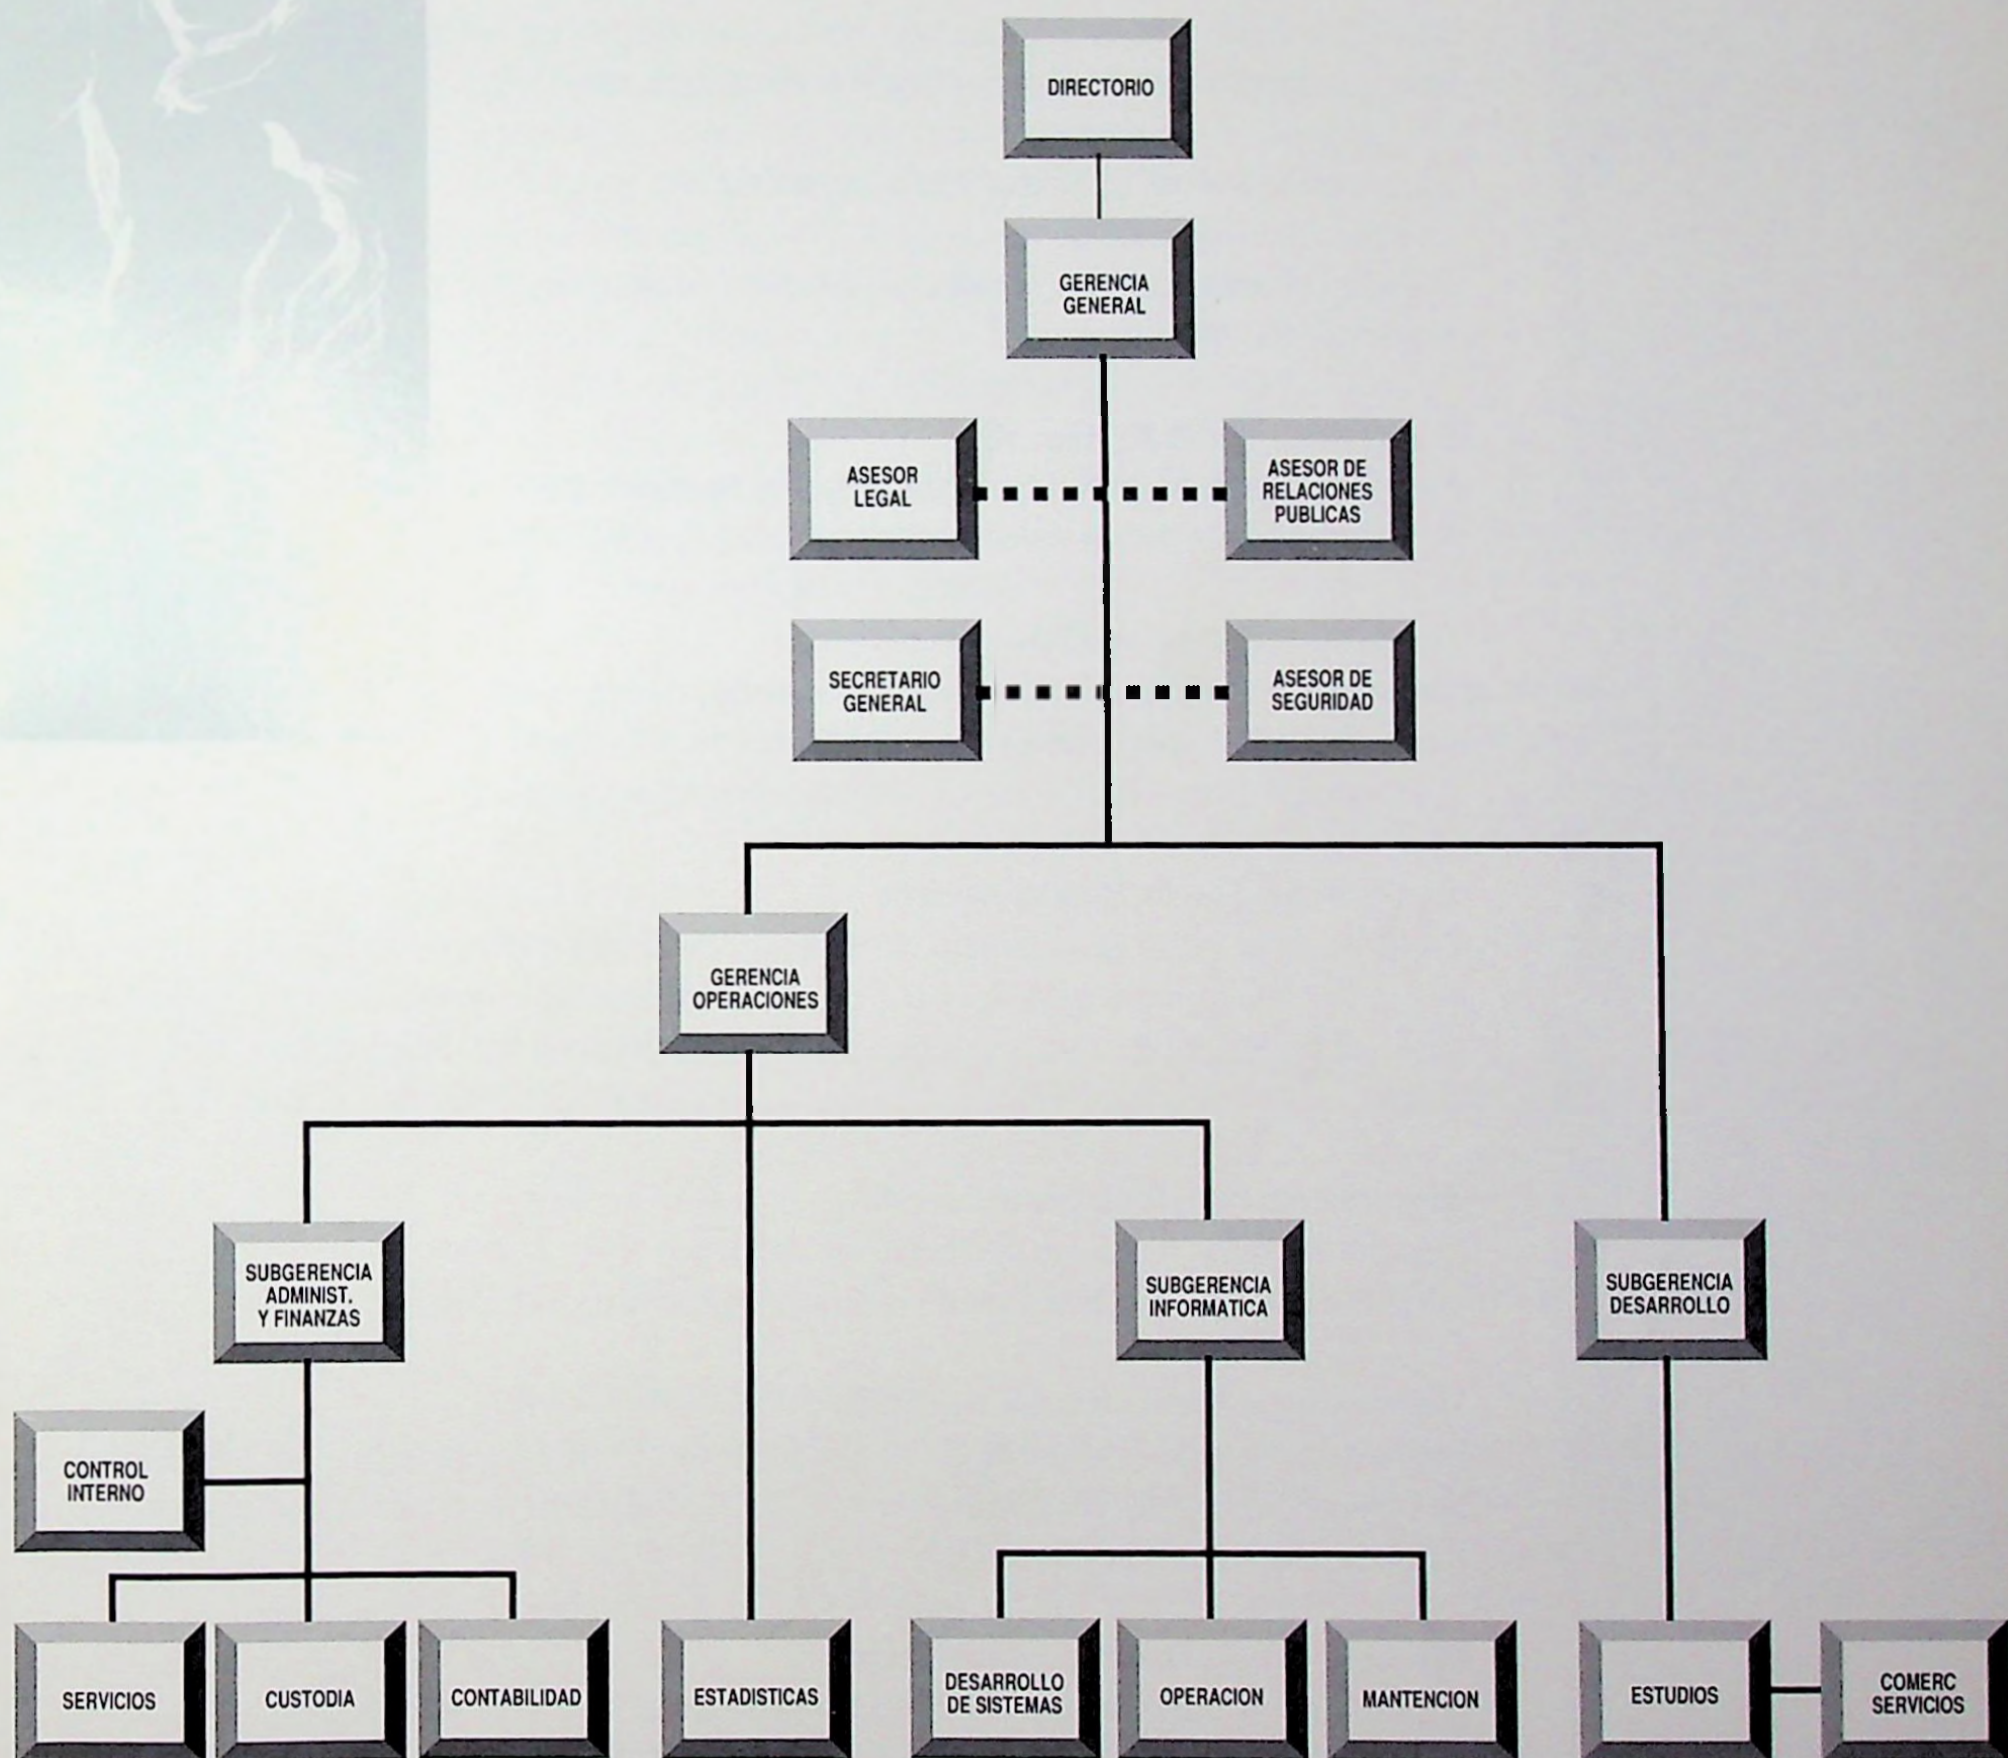 DIRECTORIO
GERENCIA
GENERAL
ASESOR
LEGAL
ASESOR DE
RELACIONES
PUBLICAS
SECRETARIO
GENERAL
ASESOR DE
SEGURIDAD
GERENCIA
OPERACIONES
SUBGERENCIA
ADMINIST.
Y FINANZAS
SUBGERENCIA
INFORMATICA
SUBGERENCIA
DESARROLLO
CONTROL
INTERNO
SERVICIOS
CUSTODIA
CONTABILIDAD
ESTADISTICAS
DESARROLLO
DE SISTEMAS
OPERACION
MANTENCION
ESTUDIOS
COMERC
SERVICIOS